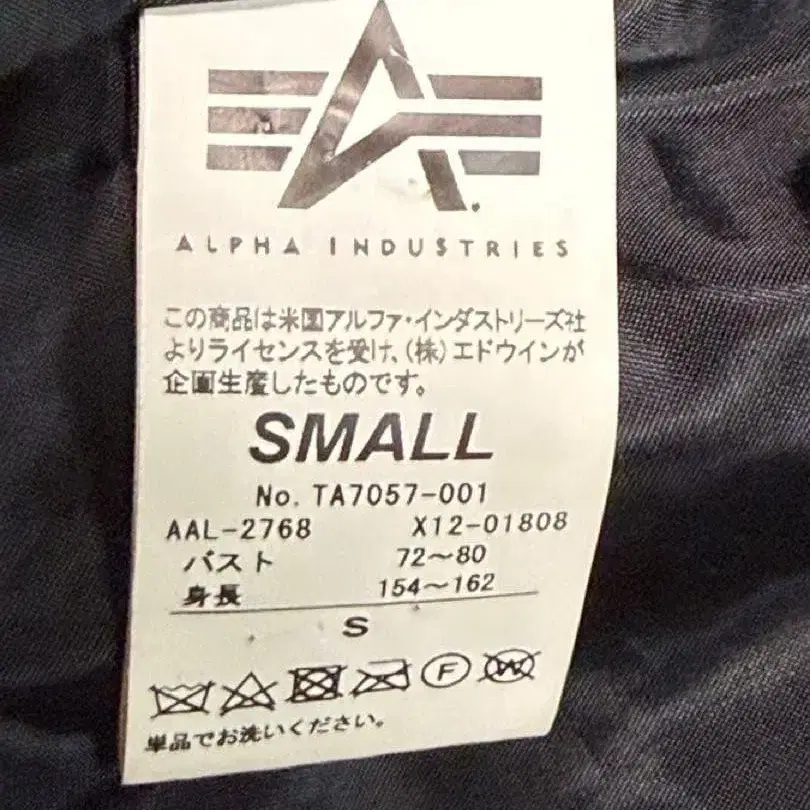 ALPHA INDUSTRIES
この商品は米国アルファ・インダストリーズ社
よりライセンスを受け、(株)エドウインが
企画生産したものです。
SMALL
No. TA7057-001
AAL-2768 X12-01808
バスト 72〜80
身長 154〜162
S
F W
単品でお洗いください。